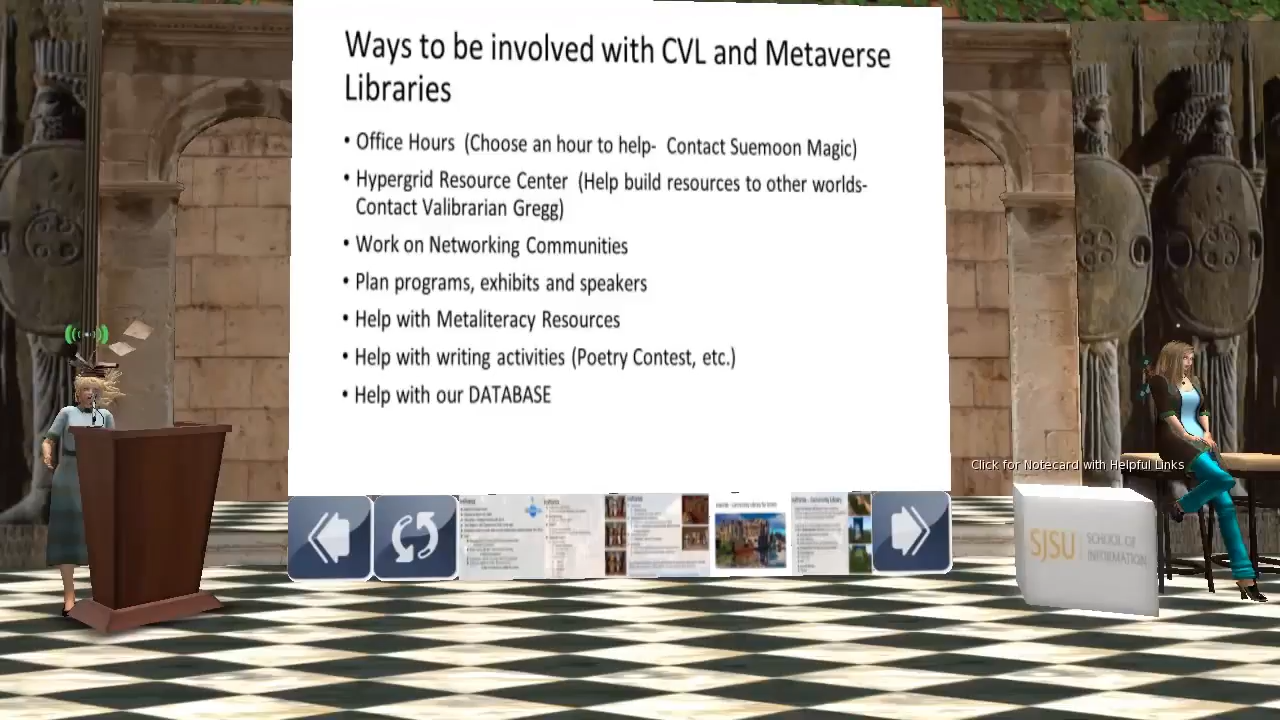 Ways to be involved with CVL and Metaverse
Libraries
• Office Hours (Choose an hour to help- Contact Suemoon Magic)
• Hypergrid Resource Center (Help build resources to other worlds-
Contact Valibrarian Gregg)
• Work on Networking Communities
• Plan programs, exhibits and speakers
• Help with Metaliteracy Resources
• Help with writing activities (Poetry Contest, etc.)
• Help with our DATABASE
Click for Notecard with Helpful Links
SJSU SCHOOL OF
INFORMATION